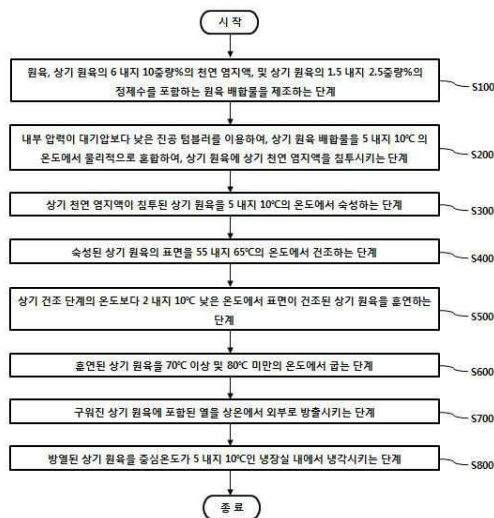 시 작
원육, 상기 원육의 6 내지 10중량%의 천연 염지액, 및 상기 원육의 1.5 내지 2.5중량%의
정제수를 포함하는 원육 배합물을 제조하는 단계
S100
내부 압력이 대기압보다 낮은 진공 텀블러를 이용하여, 상기 원육 배합물을 5 내지 10℃의
온도에서 물리적으로 혼합하여, 상기 원육에 상기 천연 염지액을 침투시키는 단계
S200
상기 천연 염지액이 침투된 상기 원육을 5 내지 10℃의 온도에서 숙성하는 단계
S300
숙성된 상기 원육의 표면을 55 내지 65℃의 온도에서 건조하는 단계
S400
상기 건조 단계의 온도보다 2 내지 10℃ 낮은 온도에서 표면이 건조된 상기 원육을 훈연하는
단계
S500
훈연된 상기 원육을 70℃ 이상 및 80℃ 미만의 온도에서 굽는 단계
S600
구워진 상기 원육에 포함된 열을 상온에서 외부로 방출시키는 단계
S700
방열된 상기 원육을 중심온도가 5 내지 10℃인 냉장실 내에서 냉각시키는 단계
S800
종 료